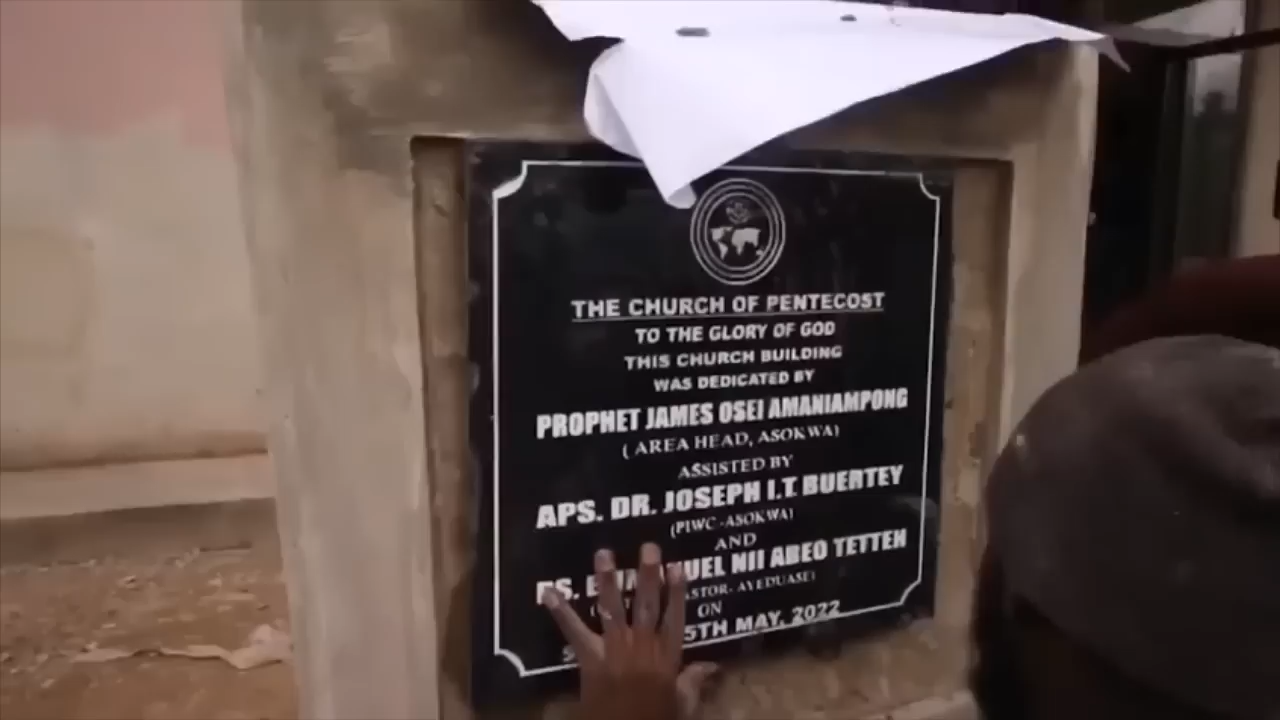 THE CHURCH OF PENTECOST
TO THE GLORY OF GOD
THIS CHURCH BUILDING
WAS DEDICATED BY
PROPHET JAMES OSEI AMANIAMPONG
( AREA HEAD, ASOKWA)
ASSISTED BY
APS. DR. JOSEPH I.T. BUERTEY
(PIWC -ASOKWA)
AND
NII ABEO TETTEH
AYEDUASE)
ON
5TH MAY, 2022